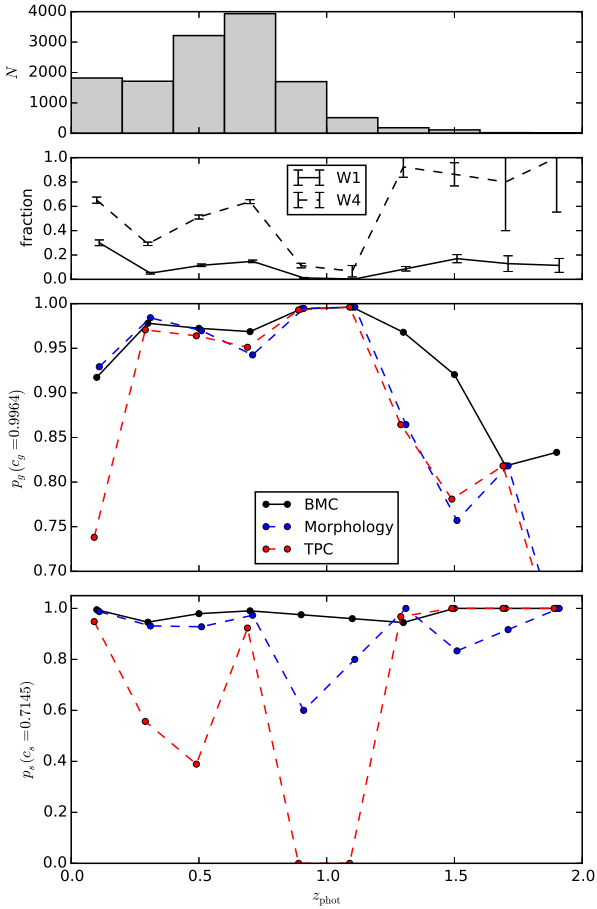 4000
3000
2000
1000
0
N
1.0
0.8
0.6
0.4
0.2
0.0
fraction
W1
W4
1.00
0.95
0.90
0.85
0.80
0.75
0.70
p_g (c_g =0.9964)
BMC
Morphology
TPC
1.0
0.8
0.6
0.4
0.2
0.0
p_s (c_s =0.7145)
0.0 0.5 1.0 1.5 2.0
z_phot